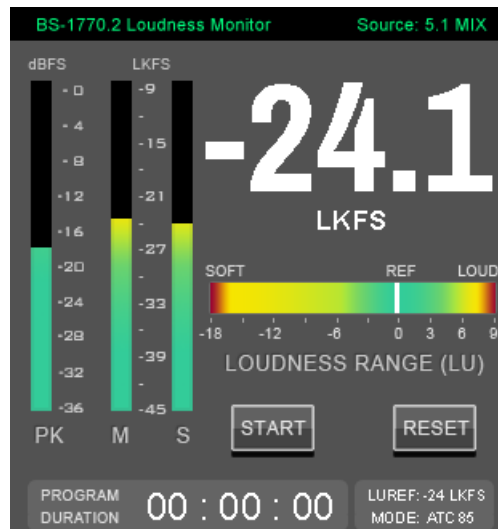 BS-1770.2 Loudness Monitor Source: 5.1 MIX
dBFS LKFS
- 0 -9
- 4 -
- 8 -15
-12 -
-16 -21
-20 -
-24 -27
-28 -
-32 -33
-36 -
-39
-
-45
PK M S
-24.1
LKFS
SOFT REF LOUD
-18 -12 -6 0 3 6 9
LOUDNESS RANGE (LU)
START RESET
PROGRAM
DURATION
00 : 00 : 00
LUREF: -24 LKFS
MODE: ATC 85